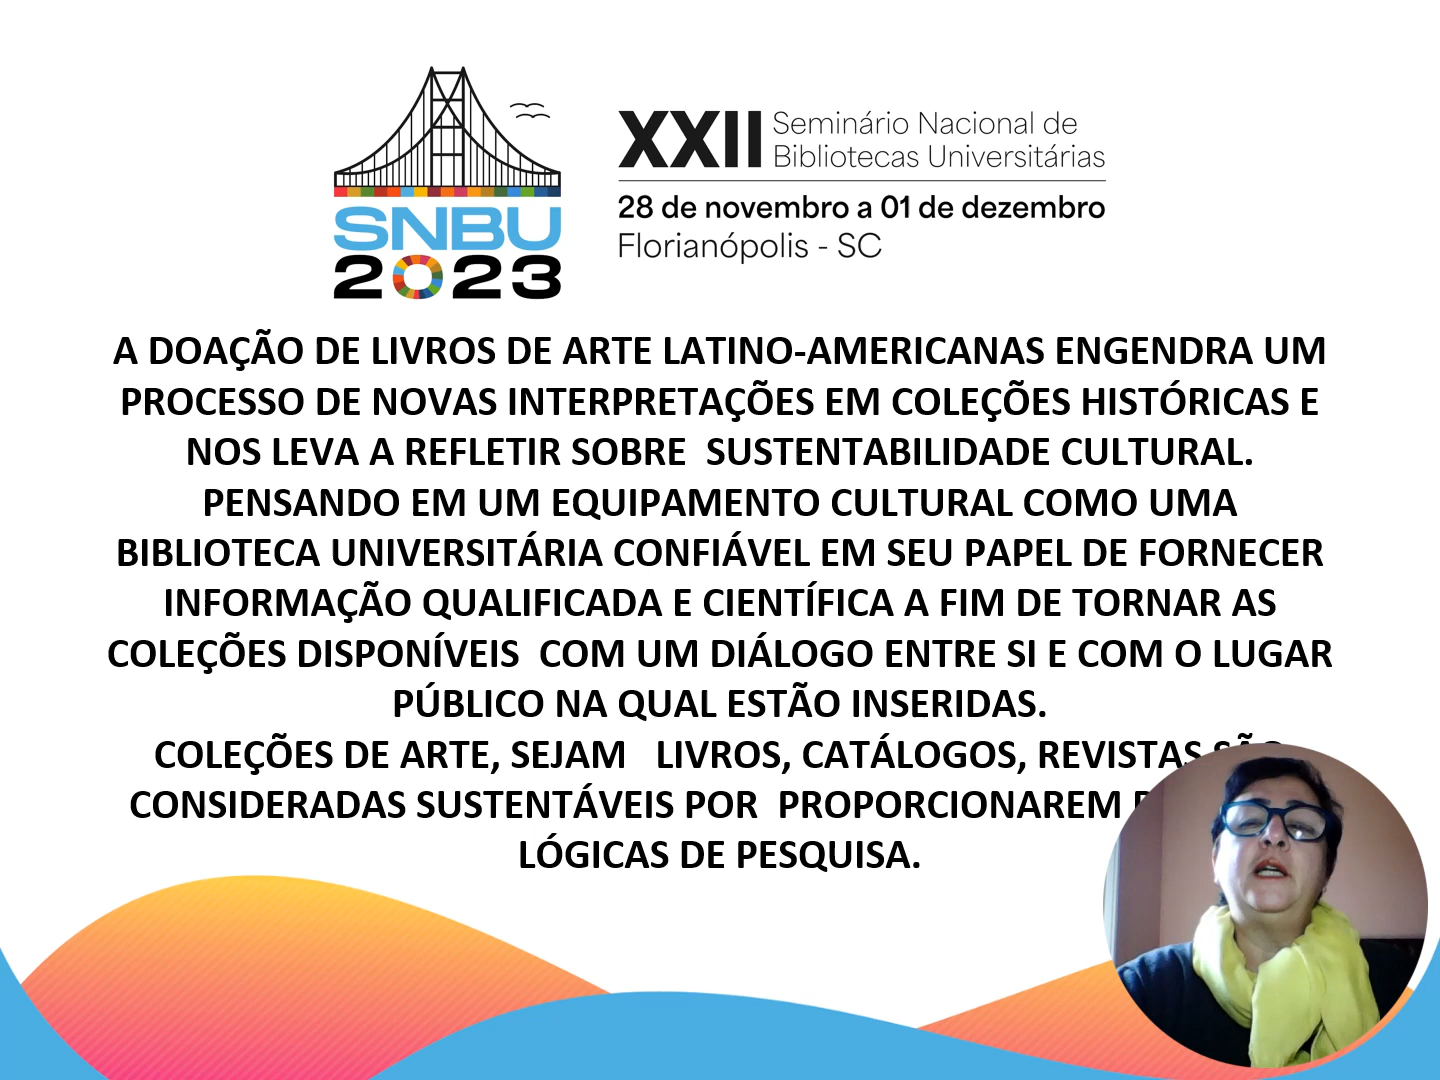 XXII Seminário Nacional de
Bibliotecas Universitárias
28 de novembro a 01 de dezembro
Florianópolis - SC
SNBU
2023
A DOAÇÃO DE LIVROS DE ARTE LATINO-AMERICANAS ENGENDRA UM
PROCESSO DE NOVAS INTERPRETAÇÕES EM COLEÇÕES HISTÓRICAS E
NOS LEVA A REFLETIR SOBRE SUSTENTABILIDADE CULTURAL.
PENSANDO EM UM EQUIPAMENTO CULTURAL COMO UMA
BIBLIOTECA UNIVERSITÁRIA CONFIÁVEL EM SEU PAPEL DE FORNECER
INFORMAÇÃO QUALIFICADA E CIENTÍFICA A FIM DE TORNAR AS
COLEÇÕES DISPONÍVEIS COM UM DIÁLOGO ENTRE SI E COM O LUGAR
PÚBLICO NA QUAL ESTÃO INSERIDAS.
COLEÇÕES DE ARTE, SEJAM LIVROS, CATÁLOGOS, REVISTAS SÃO
CONSIDERADAS SUSTENTÁVEIS POR PROPORCIONAREM
LÓGICAS DE PESQUISA.